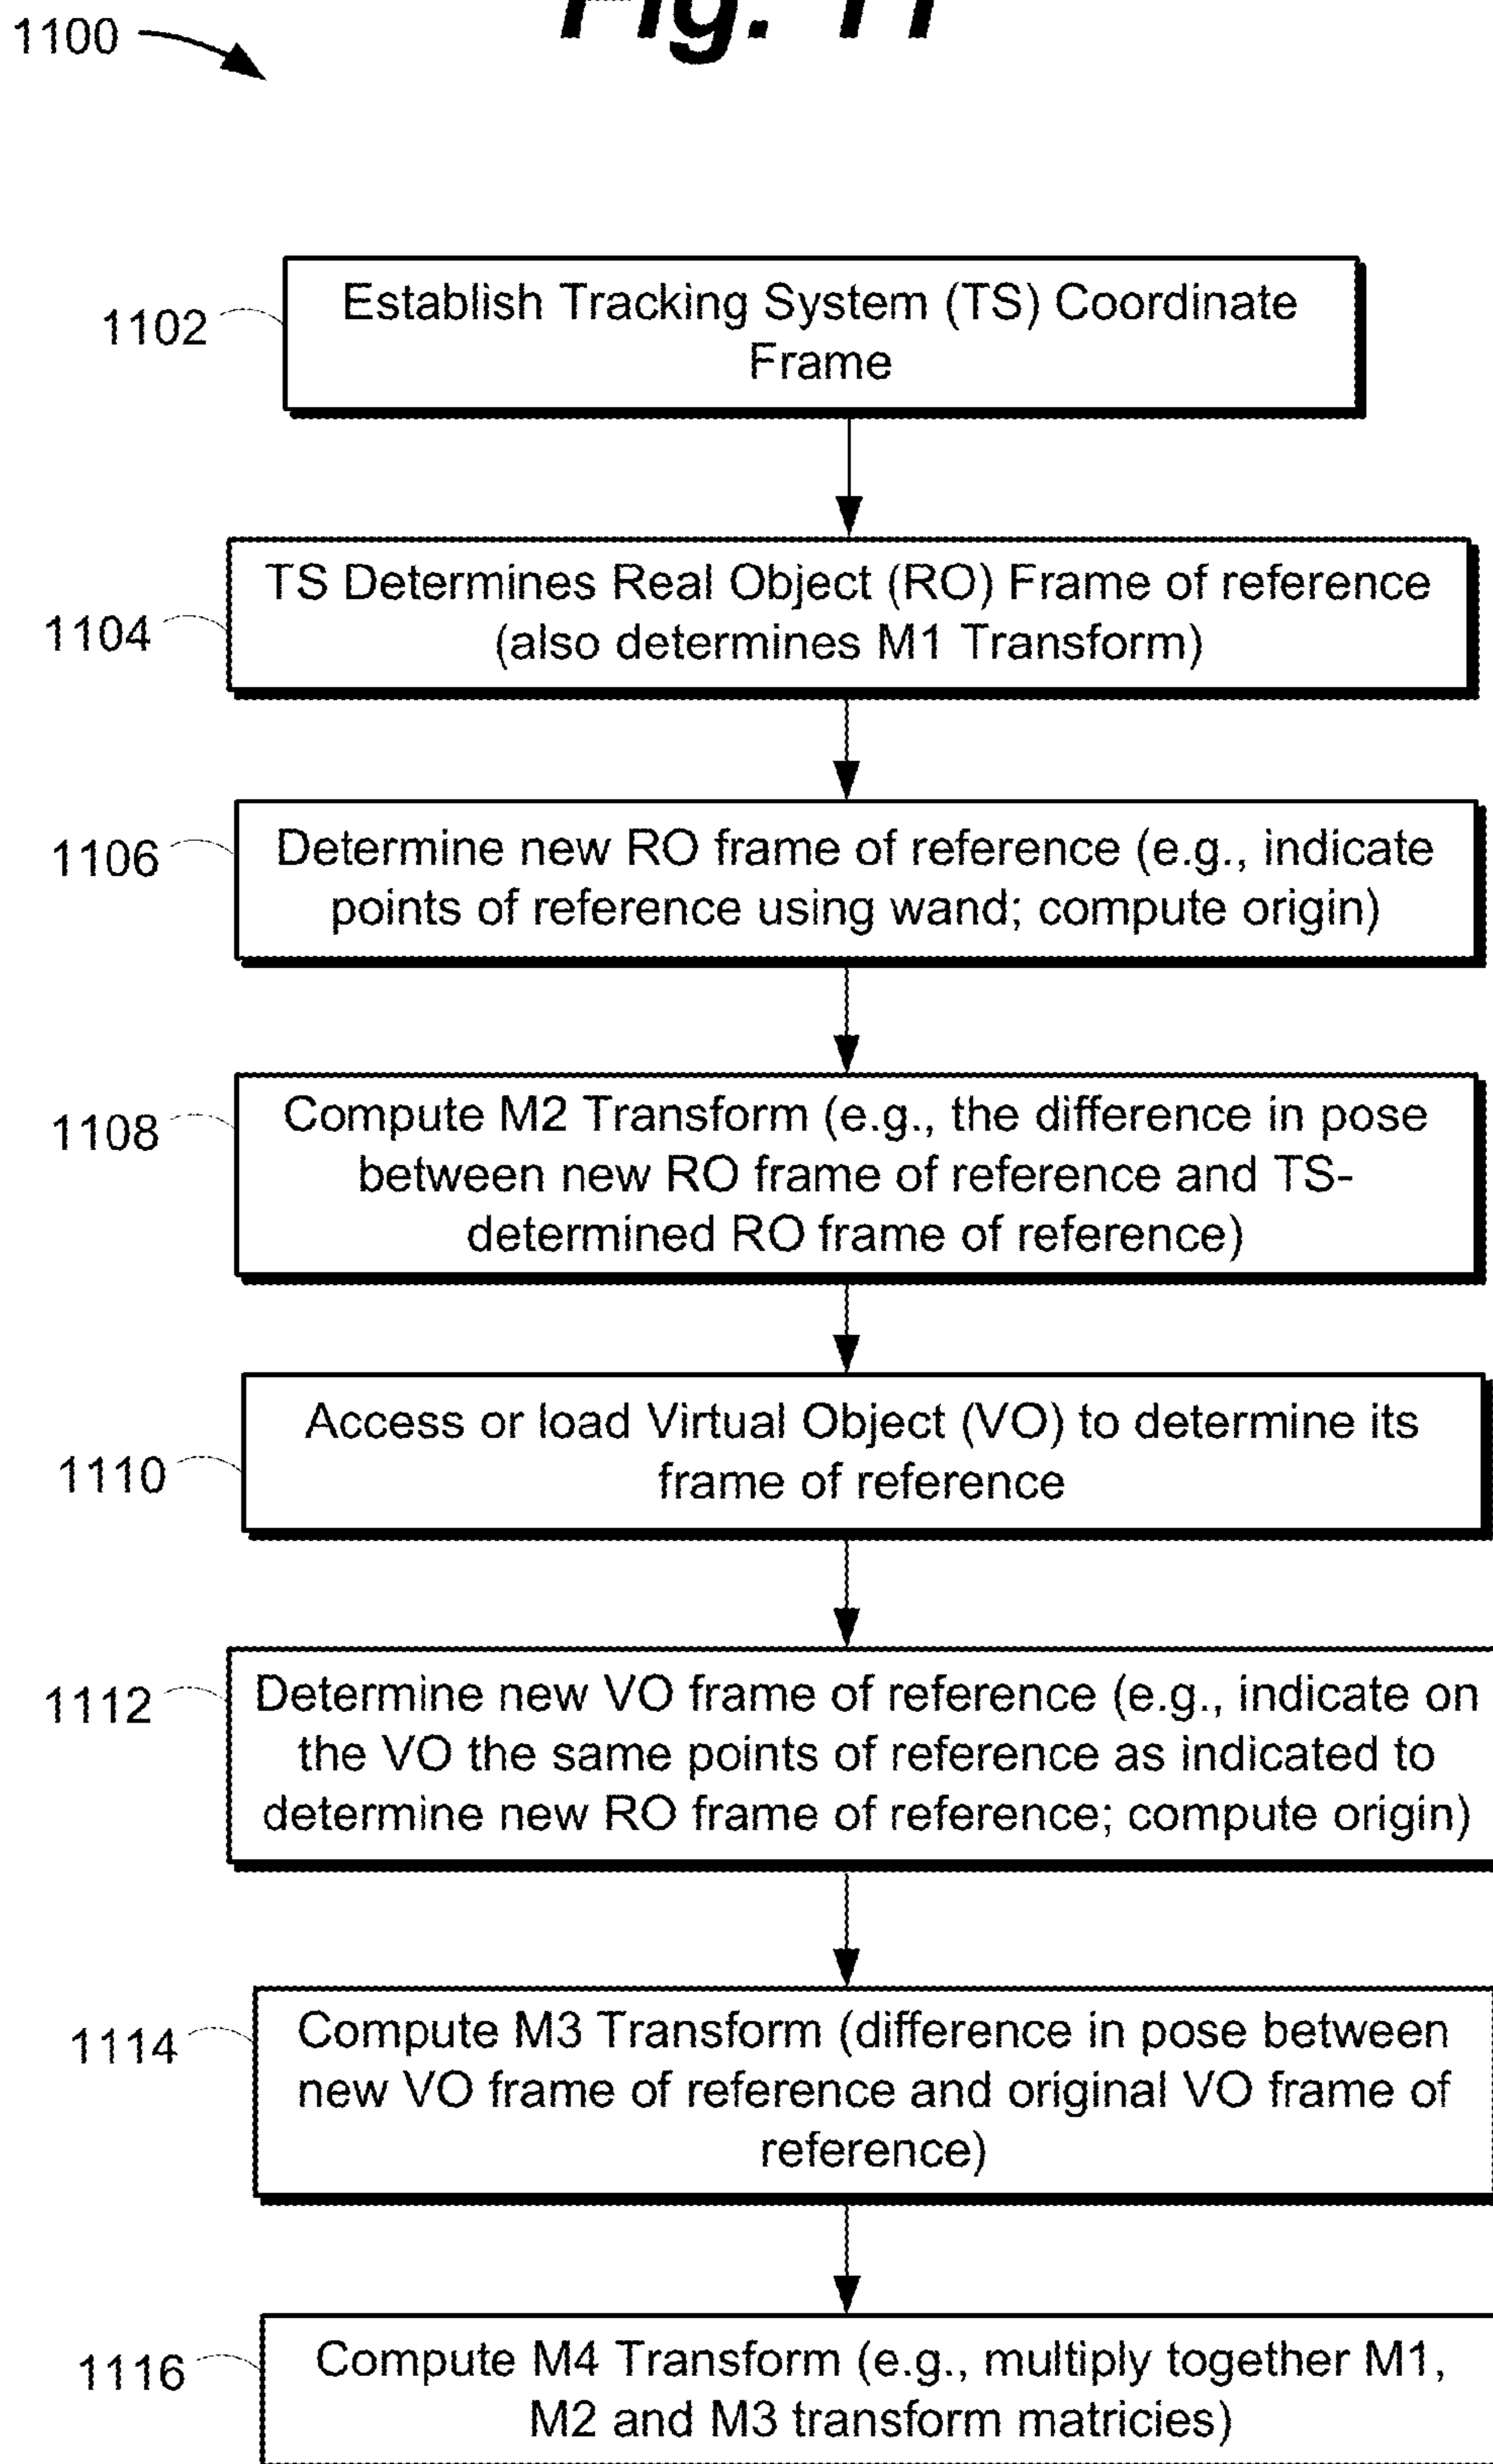 Fig. 11
1100
1102
Establish Tracking System (TS) Coordinate
Frame
1104
TS Determines Real Object (RO) Frame of reference
(also determines M1 Transform)
1106
Determine new RO frame of reference (e.g., indicate
points of reference using wand; compute origin)
1108
Compute M2 Transform (e.g., the difference in pose
between new RO frame of reference and TS-
determined RO frame of reference)
1110
Access or load Virtual Object (VO) to determine its
frame of reference
1112
Determine new VO frame of reference (e.g., indicate on
the VO the same points of reference as indicated to
determine new RO frame of reference; compute origin)
1114
Compute M3 Transform (difference in pose between
new VO frame of reference and original VO frame of
reference)
1116
Compute M4 Transform (e.g., multiply together M1,
M2 and M3 transform matricies)